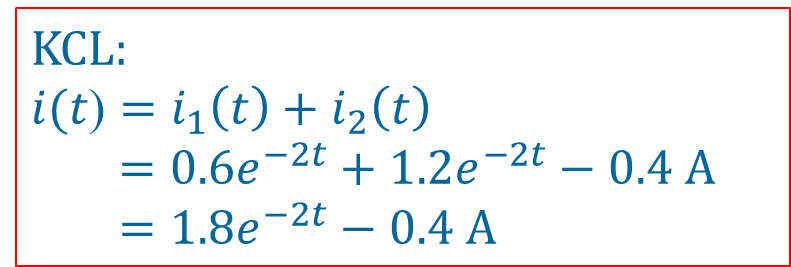 KCL:
i(t) = i₁(t) + i₂(t)
= 0.6e⁻²ᵗ + 1.2e⁻²ᵗ − 0.4 A
= 1.8e⁻²ᵗ − 0.4 A